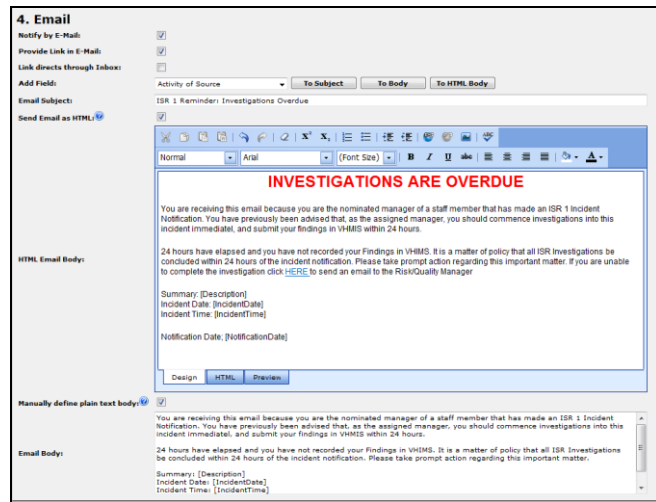 4. Email
Notify by E-Mail:
Provide Link in E-Mail:
Link directs through Inbox:
Add Field: Activity of Source To Subject To Body To HTML Body
Email Subject: ISR 1 Reminder: Investigations Overdue
Send Email as HTML:
Normal Arial (Font Size) B I U abc A
INVESTIGATIONS ARE OVERDUE
You are receiving this email because you are the nominated manager of a staff member that has made an ISR 1 Incident
Notification. You have previously been advised that, as the assigned manager, you should commence investigations into this
incident immediatel, and submit your findings in VHMIS within 24 hours.
24 hours have elapsed and you have not recorded your Findings in VHIMS. It is a matter of policy that all ISR Investigations be
concluded within 24 hours of the incident notification. Please take prompt action regarding this important matter. If you are unable
to complete the investigation click HERE to send an email to the Risk/Quality Manager
HTML Email Body:
Summary: [Description]
Incident Date: [IncidentDate]
Incident Time: [IncidentTime]
Notification Date; [NotificationDate]
Design HTML Preview
Manually define plain text body:
You are receiving this email because you are the nominated manager of a staff member that has made an ISR 1 Incident
Notification. You have previously been advised that, as the assigned manager, you should commence investigations into this
incident immediatel, and submit your findings in VHMIS within 24 hours.
Email Body:
24 hours have elapsed and you have not recorded your Findings in VHIMS. It is a matter of policy that all ISR Investigations
be concluded within 24 hours of the incident notification. Please take prompt action regarding this important matter.
Summary: [Description]
Incident Date: [IncidentDate]
Incident Time: [IncidentTime]